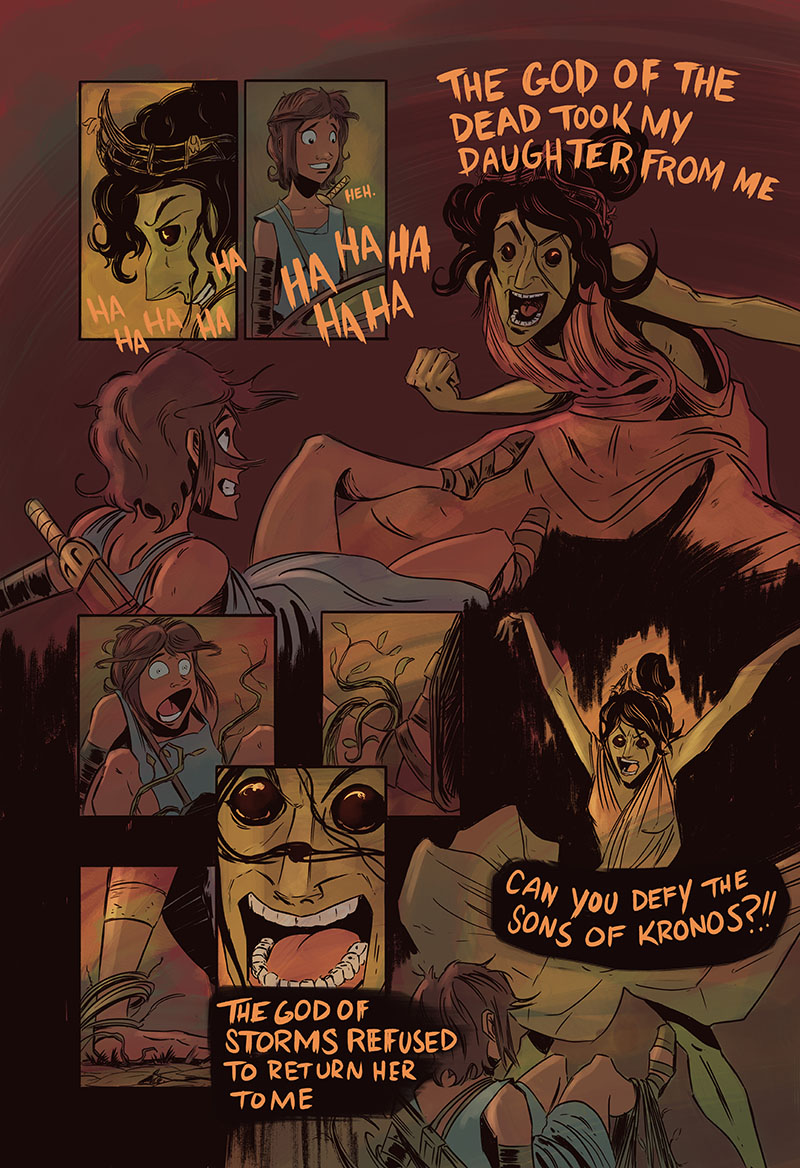 HA
HA HA HA
HA
HEH.
HA HA HA
HA HA
THE GOD OF THE
DEAD TOOK MY
DAUGHTER FROM ME
THE GOD OF
STORMS REFUSED
TO RETURN HER
TO ME
CAN YOU DEFY THE
SONS OF KRONOS?!!